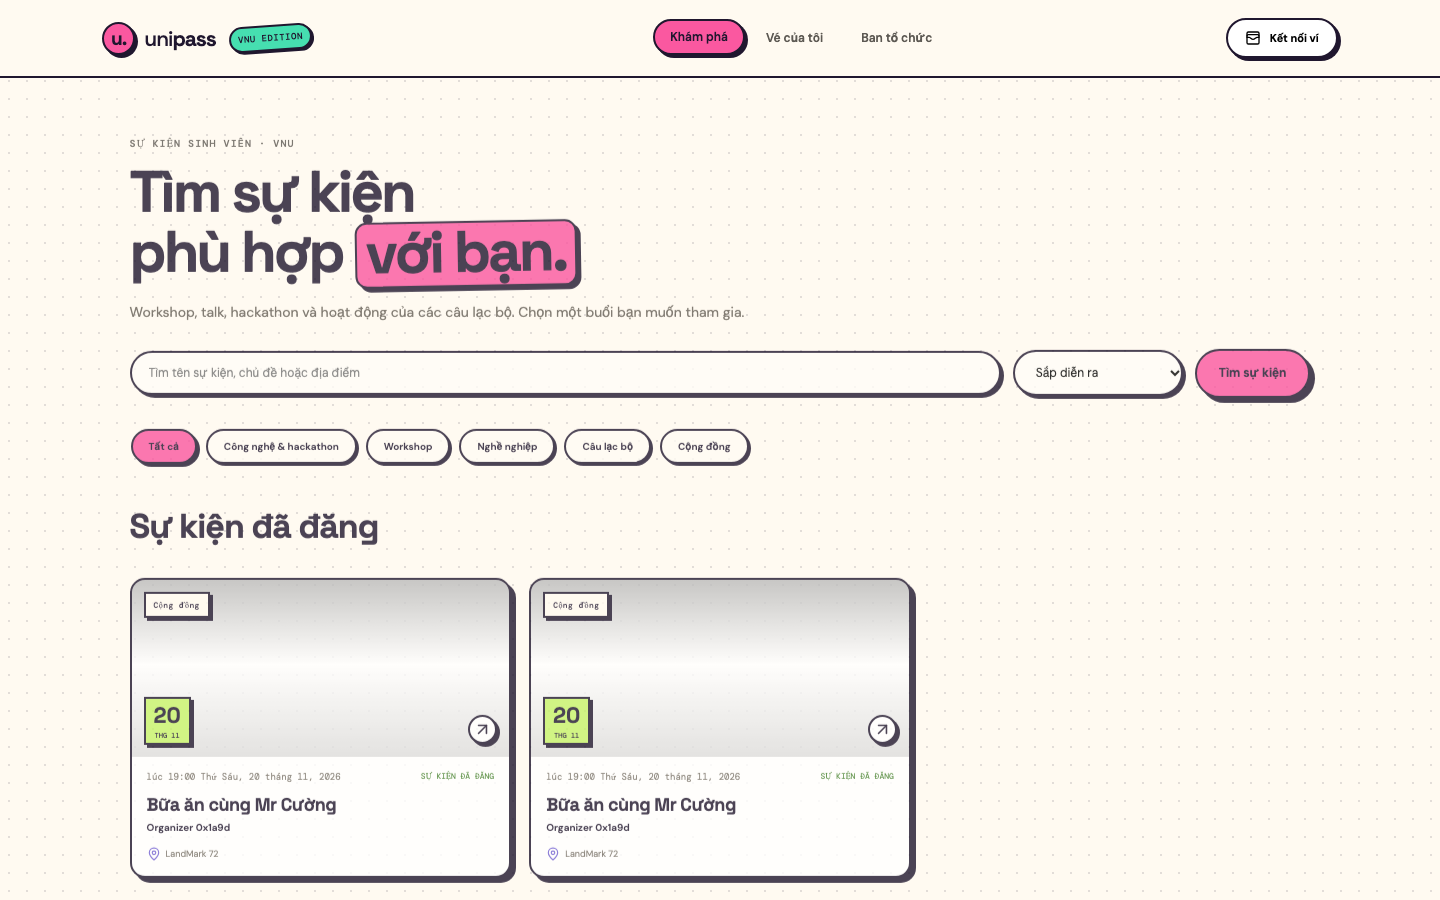 u. unipass VNU EDITION Khám phá Vé của tôi Ban tổ chức Kết nối ví
SỰ KIỆN SINH VIÊN · VNU
Tìm sự kiện
phù hợp với bạn.
Workshop, talk, hackathon và hoạt động của các câu lạc bộ. Chọn một buổi bạn muốn tham gia.
Tìm tên sự kiện, chủ đề hoặc địa điểm Sắp diễn ra Tìm sự kiện
Tất cả Công nghệ & hackathon Workshop Nghề nghiệp Câu lạc bộ Cộng đồng
Sự kiện đã đăng
Cộng đồng
20
THG 11
lúc 19:00 Thứ Sáu, 20 tháng 11, 2026 SỰ KIỆN ĐÃ ĐĂNG
Bữa ăn cùng Mr Cường
Organizer 0x1a9d
LandMark 72
Cộng đồng
20
THG 11
lúc 19:00 Thứ Sáu, 20 tháng 11, 2026 SỰ KIỆN ĐÃ ĐĂNG
Bữa ăn cùng Mr Cường
Organizer 0x1a9d
LandMark 72